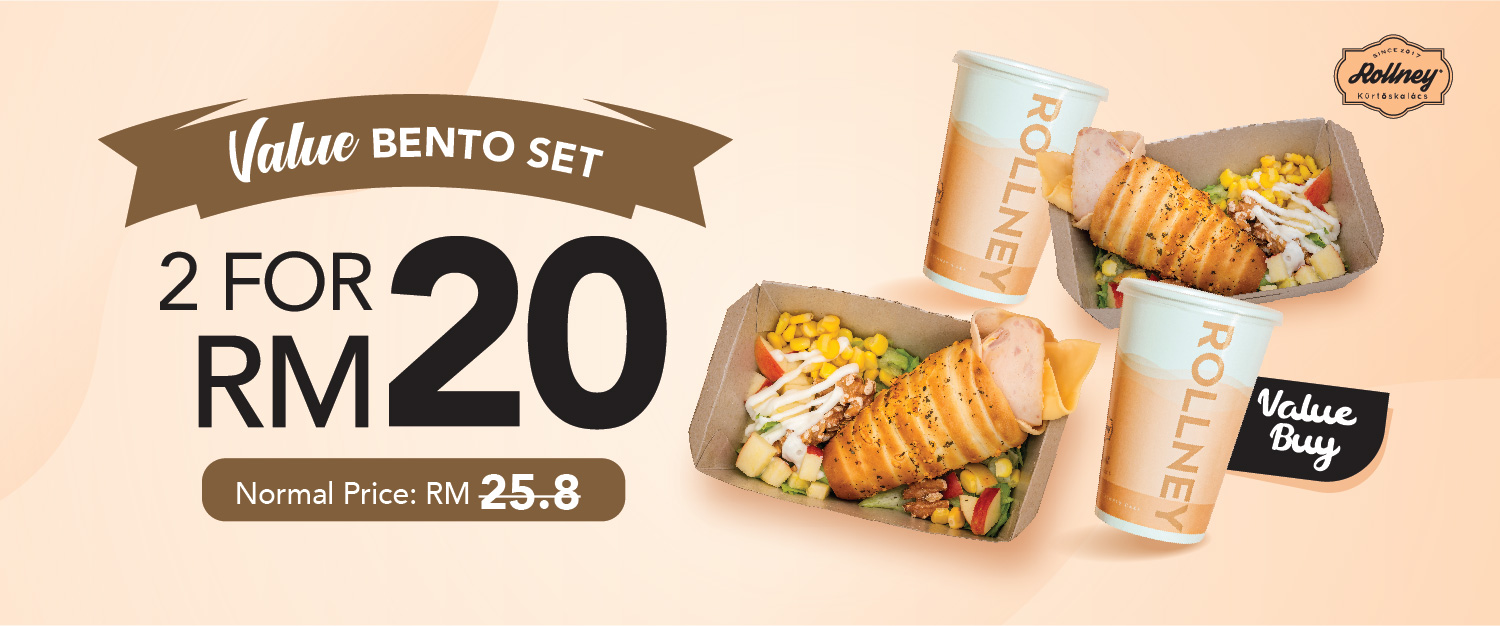 Value BENTO SET
2 FOR
RM20
Normal Price: RM 25.8
SINCE 2017
Rollney
Kürtőskalács
ROLLNEY
ROLLNEY
Value
Buy